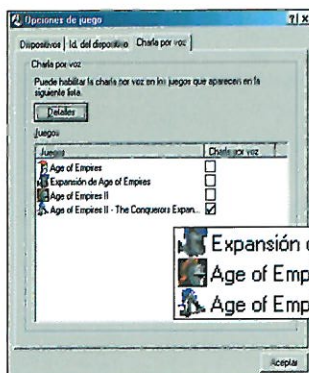 Opciones de juego
Dispositivos Id. del dispositivo Charla por voz
Charla por voz
Puede habilitar la charla por voz en los juegos que aparecen en la
siguiente lista.
Detalles
Juegos
Juegos Charla por voz
Age of Empires
Expansión de Age of Empires
Age of Empires II
Age of Empires II - The Conquerors Expan...
Expansión
Age of Emp
Age of Emp
Aceptar